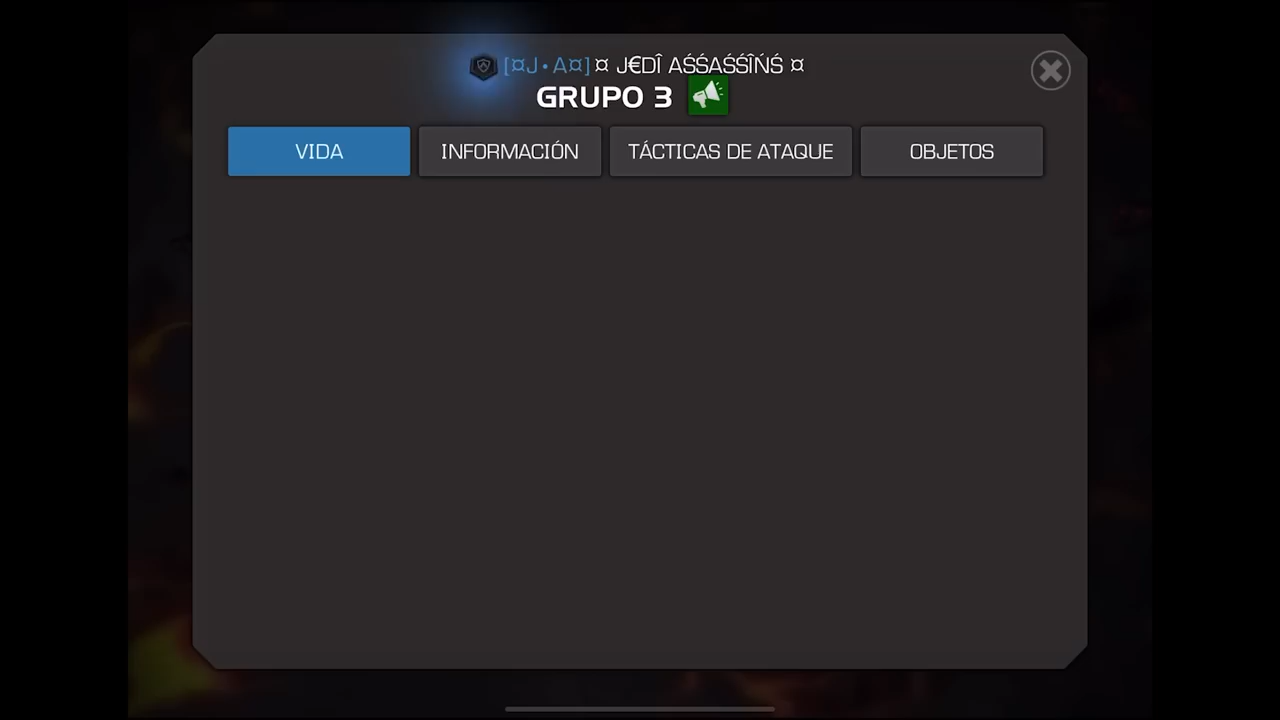 [¤J•A¤] ¤ J€DÎ AŚŚAŚŚÎŃŚ ¤
GRUPO 3
VIDA
INFORMACIÓN
TÁCTICAS DE ATAQUE
OBJETOS